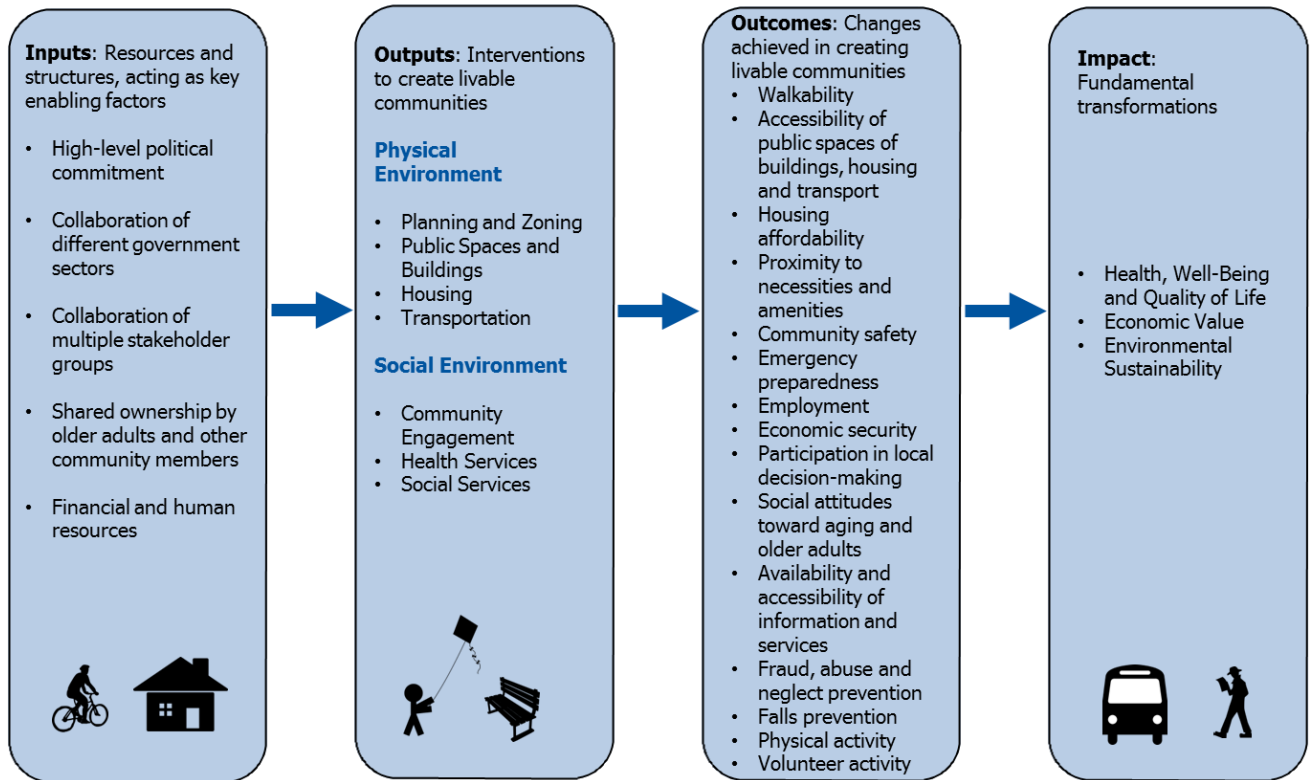 Inputs: Resources and
structures, acting as key
enabling factors
• High-level political
commitment
• Collaboration of
different government
sectors
• Collaboration of
multiple stakeholder
groups
• Shared ownership by
older adults and other
community members
• Financial and human
resources
Outputs: Interventions
to create livable
communities
Physical
Environment
• Planning and Zoning
• Public Spaces and
Buildings
• Housing
• Transportation
Social Environment
• Community
Engagement
• Health Services
• Social Services
Outcomes: Changes
achieved in creating
livable communities
• Walkability
• Accessibility of
public spaces of
buildings, housing
and transport
• Housing
affordability
• Proximity to
necessities and
amenities
• Community safety
• Emergency
preparedness
• Employment
• Economic security
• Participation in local
decision-making
• Social attitudes
toward aging and
older adults
• Availability and
accessibility of
information and
services
• Fraud, abuse and
neglect prevention
• Falls prevention
• Physical activity
• Volunteer activity
Impact:
Fundamental
transformations
• Health, Well-Being
and Quality of Life
• Economic Value
• Environmental
Sustainability